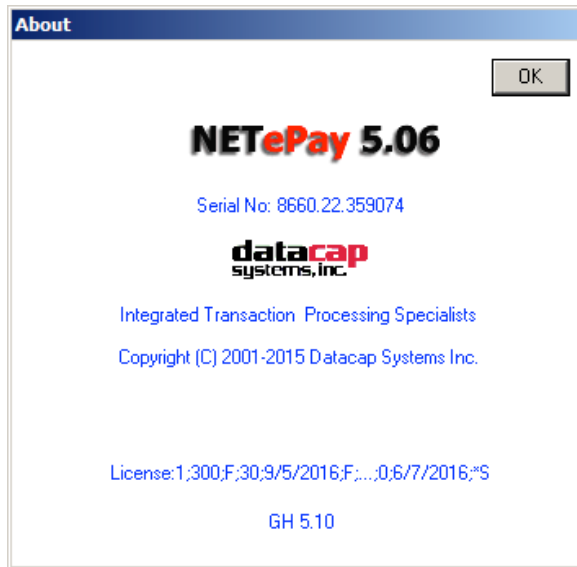 About
OK
NETePay 5.06
Serial No: 8660.22.359074
datacap
systems, inc.
Integrated Transaction Processing Specialists
Copyright (C) 2001-2015 Datacap Systems Inc.
License:1;300;F;30;9/5/2016;F;...;0;6/7/2016;*S
GH 5.10